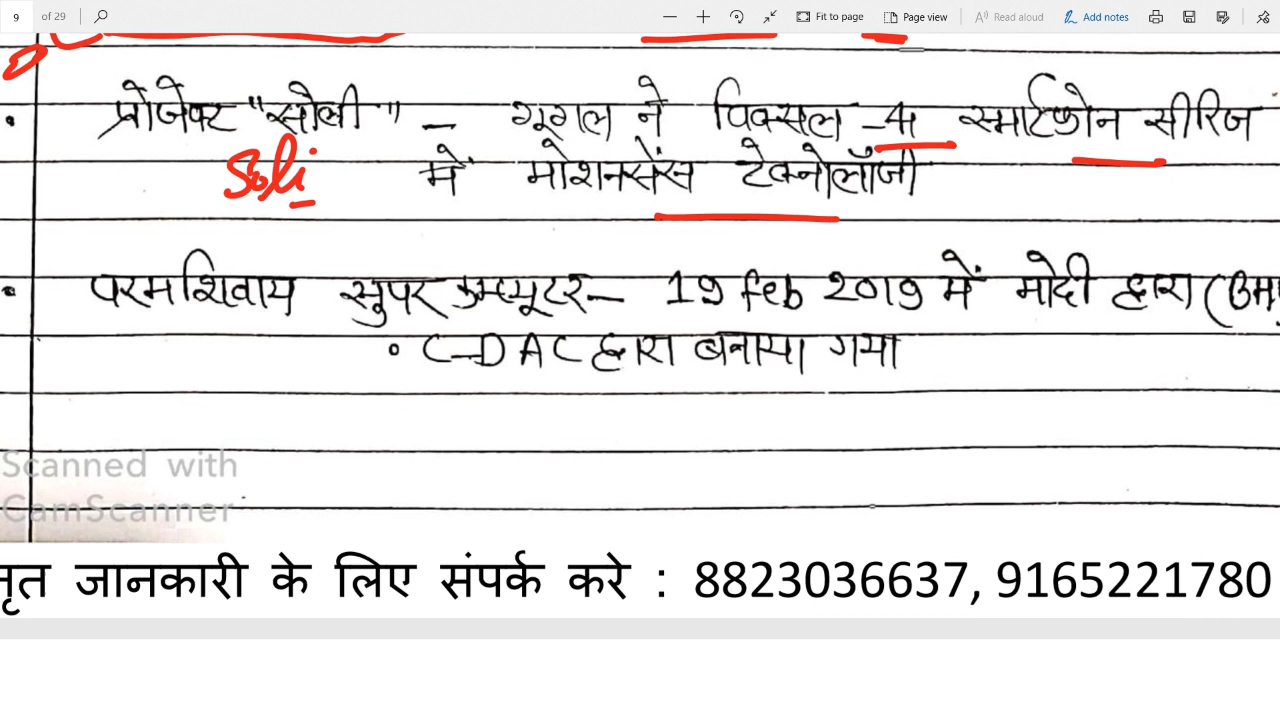 9 of 29 Fit to page Page view Read aloud Add notes
• प्रोजेक्ट "सोली" – गूगल ने पिक्सल -4 स्मार्टफोन सीरिज
Soli में मोशनसेंस टेक्नोलॉजी
• परमशिवाय सुपर कम्प्यूटर – 19 feb 2019 में मोदी द्वारा
• C-DAC द्वारा बनाया गया
Scanned with
CamScanner
जानकारी के लिए संपर्क करे : 8823036637, 9165221780